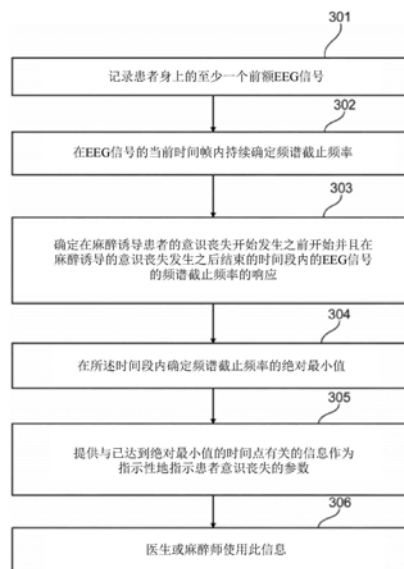 301
记录患者身上的至少一个前额EEG信号
302
在EEG信号的当前时间帧内持续确定频谱截止频率
303
确定在麻醉诱导患者的意识丧失开始发生之前开始并且在
麻醉诱导的意识丧失发生之后结束的时间段内的EEG信号
的频谱截止频率的响应
304
在所述时间段内确定频谱截止频率的绝对最小值
305
提供与已达到绝对最小值的时间点有关的信息作为
指示性地指示患者意识丧失的参数
306
医生或麻醉师使用此信息